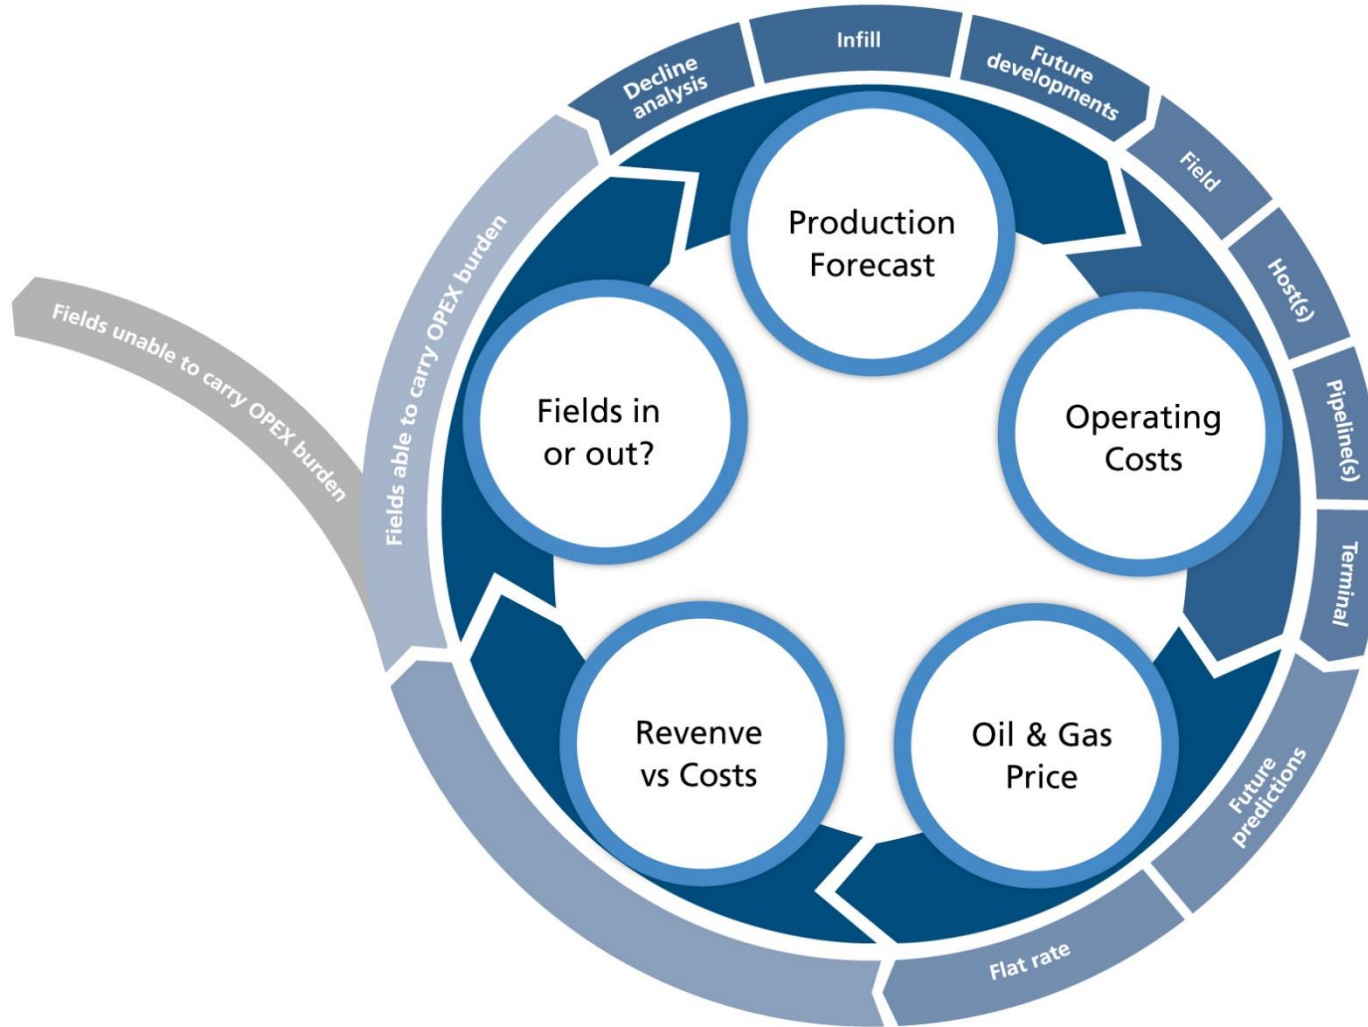 Decline
analysis
Infill
Future
developments
Field
Host(s)
Pipeline(s)
Terminal
Future
predictions
Flat rate
Fields able to carry OPEX burden
Fields unable to carry OPEX burden
Production
Forecast
Operating
Costs
Oil & Gas
Price
Revenve
vs Costs
Fields in
or out?